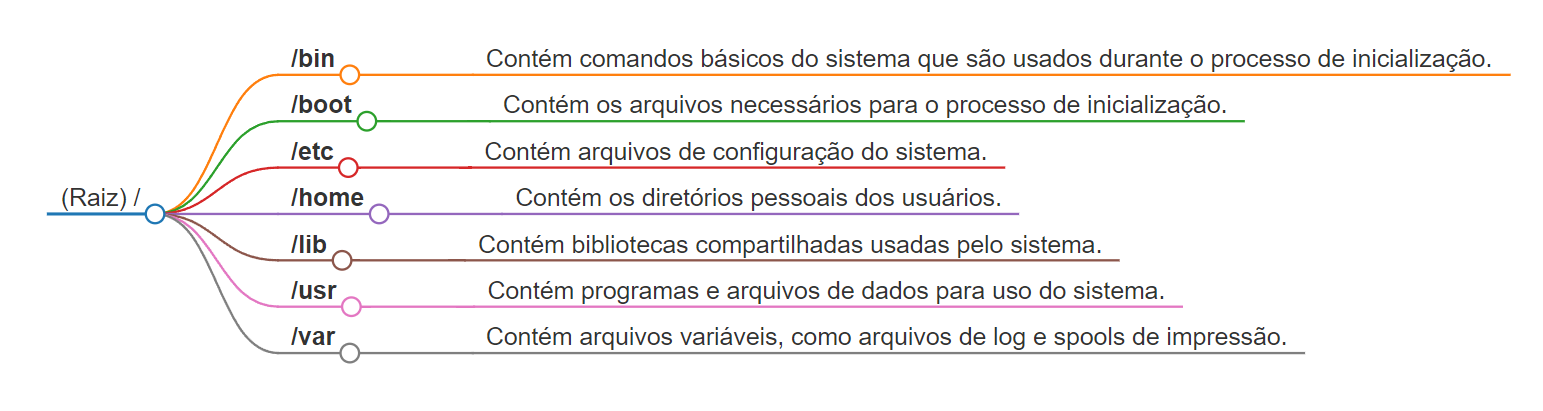 /bin Contém comandos básicos do sistema que são usados durante o processo de inicialização.
/boot Contém os arquivos necessários para o processo de inicialização.
/etc Contém arquivos de configuração do sistema.
(Raiz) / /home Contém os diretórios pessoais dos usuários.
/lib Contém bibliotecas compartilhadas usadas pelo sistema.
/usr Contém programas e arquivos de dados para uso do sistema.
/var Contém arquivos variáveis, como arquivos de log e spools de impressão.